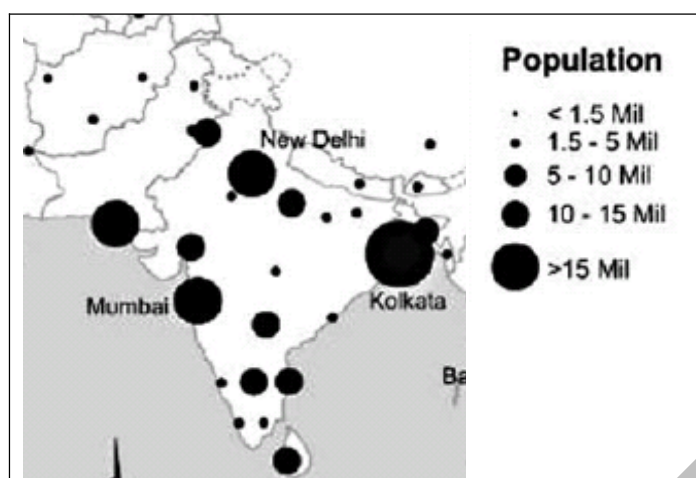 New Delhi
Mumbai
Kolkata
Ba
Population
< 1.5 Mil
1.5 - 5 Mil
5 - 10 Mil
10 - 15 Mil
>15 Mil